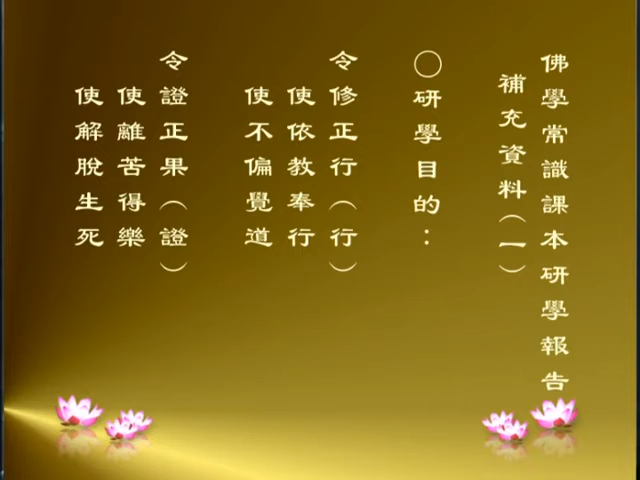 佛學常識課本研學報告
補充資料︵一︶
○研學目的：
令修正行︵行︶
使依教奉行
使不偏覺道
令證正果︵證︶
使離苦得樂
使解脫生死